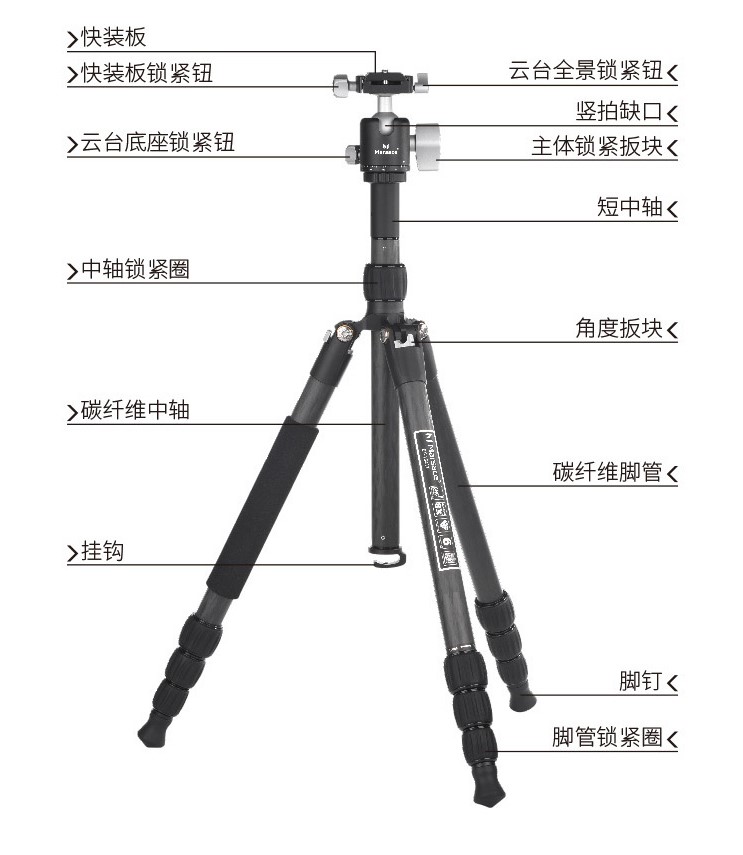 快装板
快装板锁紧钮
云台全景锁紧钮
竖拍缺口
云台底座锁紧钮
主体锁紧扳块
Marsace
短中轴
中轴锁紧圈
角度扳块
碳纤维中轴
Marsace
碳纤维脚管
挂钩
脚钉
脚管锁紧圈